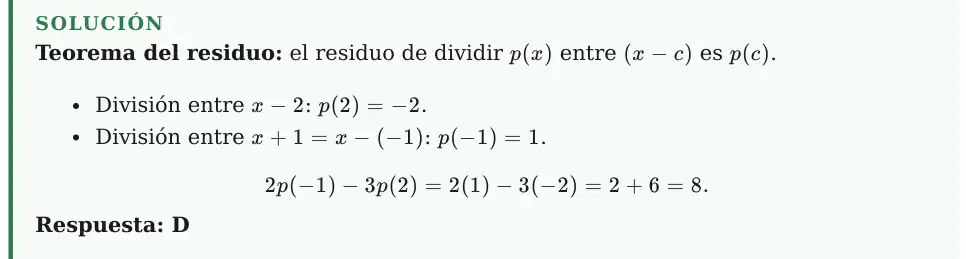 SOLUCIÓN
Teorema del residuo: el residuo de dividir p(x) entre (x − c) es p(c).
• División entre x − 2: p(2) = −2.
• División entre x + 1 = x − (−1): p(−1) = 1.
2p(−1) − 3p(2) = 2(1) − 3(−2) = 2 + 6 = 8.
Respuesta: D